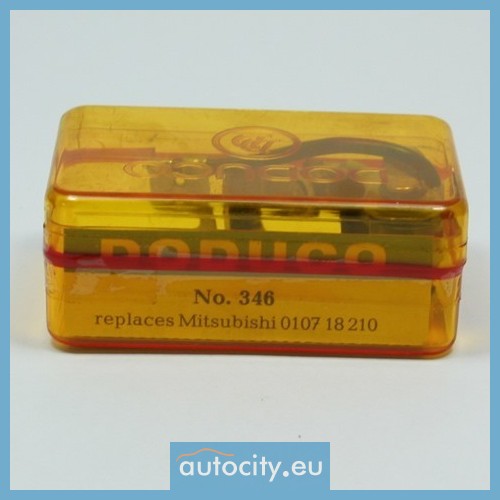 DODUCO
No. 346
replaces Mitsubishi 0107 18 210
autocity.eu